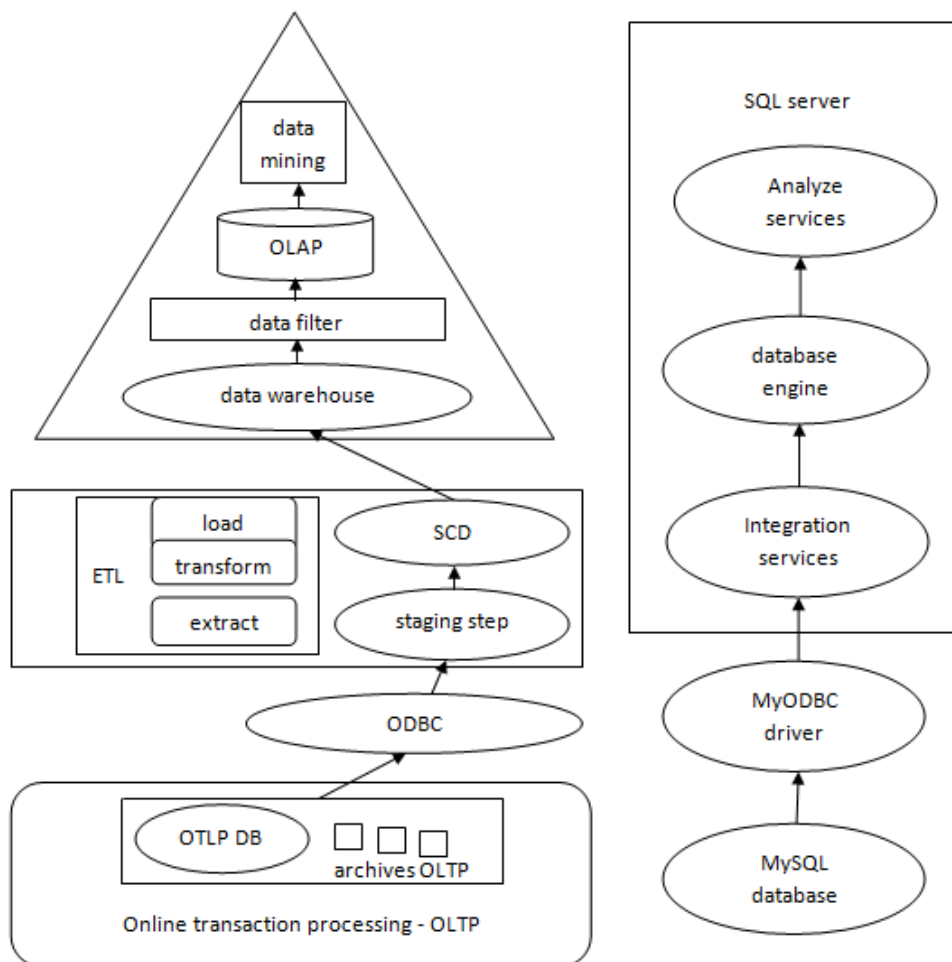 data
mining
OLAP
data filter
data warehouse
load
transform
ETL
extract
SCD
staging step
ODBC
OTLP DB
archives OLTP
Online transaction processing - OLTP
SQL server
Analyze
services
database
engine
Integration
services
MyODBC
driver
MySQL
database